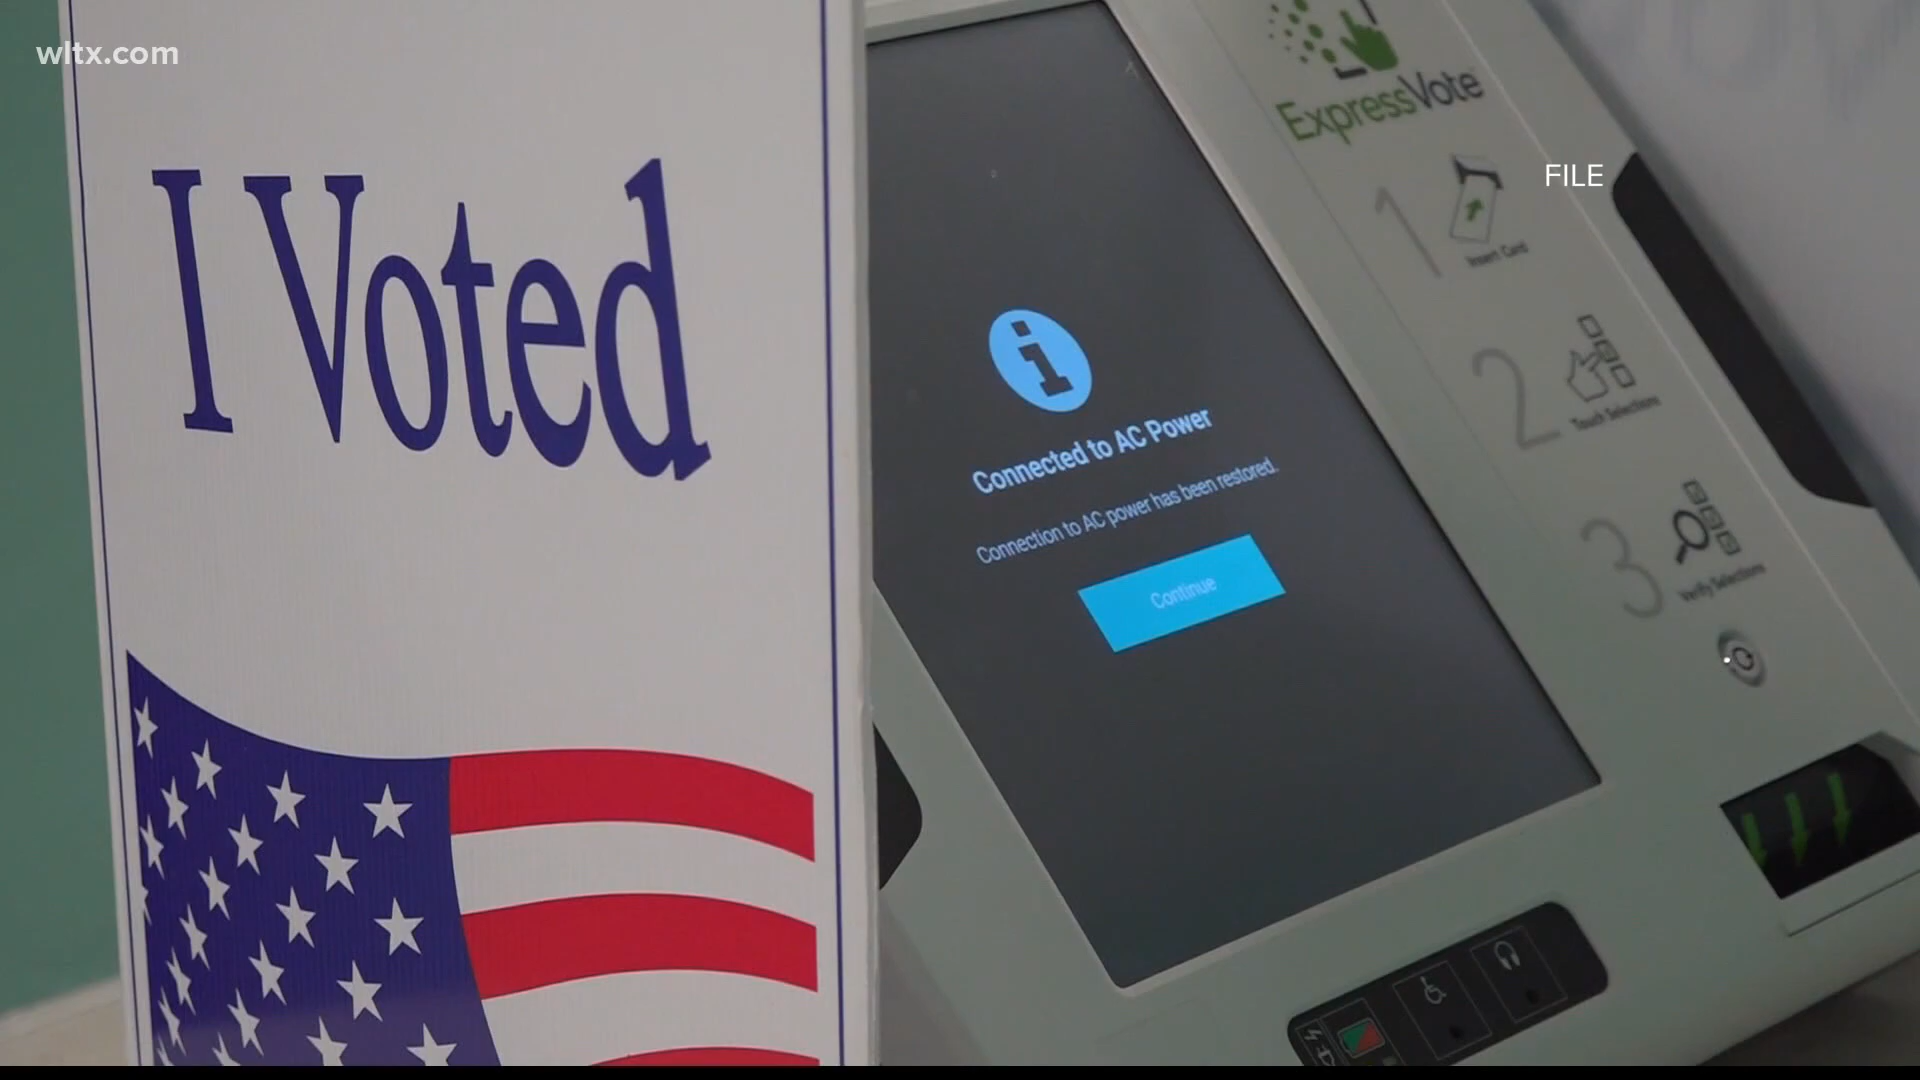 wltx.com
I Voted
FILE
ExpressVote
1
Insert Card
2
Touch Selections
3
Verify Selections
Connected to AC Power
Connection to AC power has been restored.
Continue